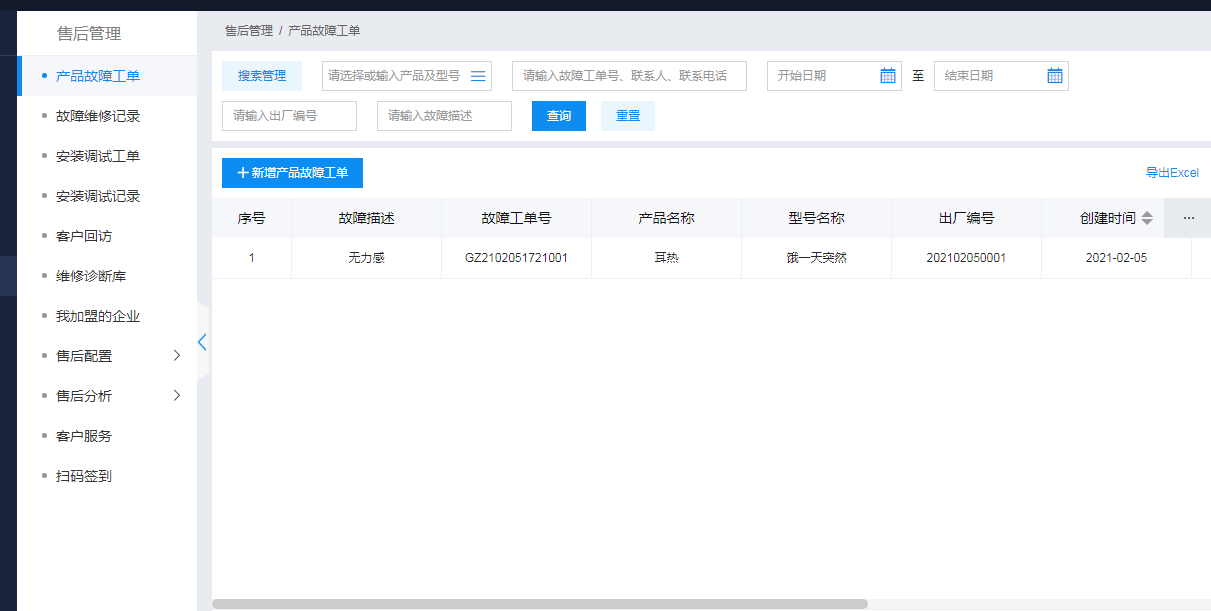 售后管理
产品故障工单
故障维修记录
安装调试工单
安装调试记录
客户回访
维修诊断库
我加盟的企业
售后配置
售后分析
客户服务
扫码签到
售后管理 / 产品故障工单
搜索管理 请选择或输入产品及型号 请输入故障工单号、联系人、联系电话 开始日期 至 结束日期
请输入出厂编号 请输入故障描述 查询 重置
+新增产品故障工单 导出Excel
序号 故障描述 故障工单号 产品名称 型号名称 出厂编号 创建时间 ...
1 无力感 GZ2102051721001 耳热 饿一天突然 202102050001 2021-02-05